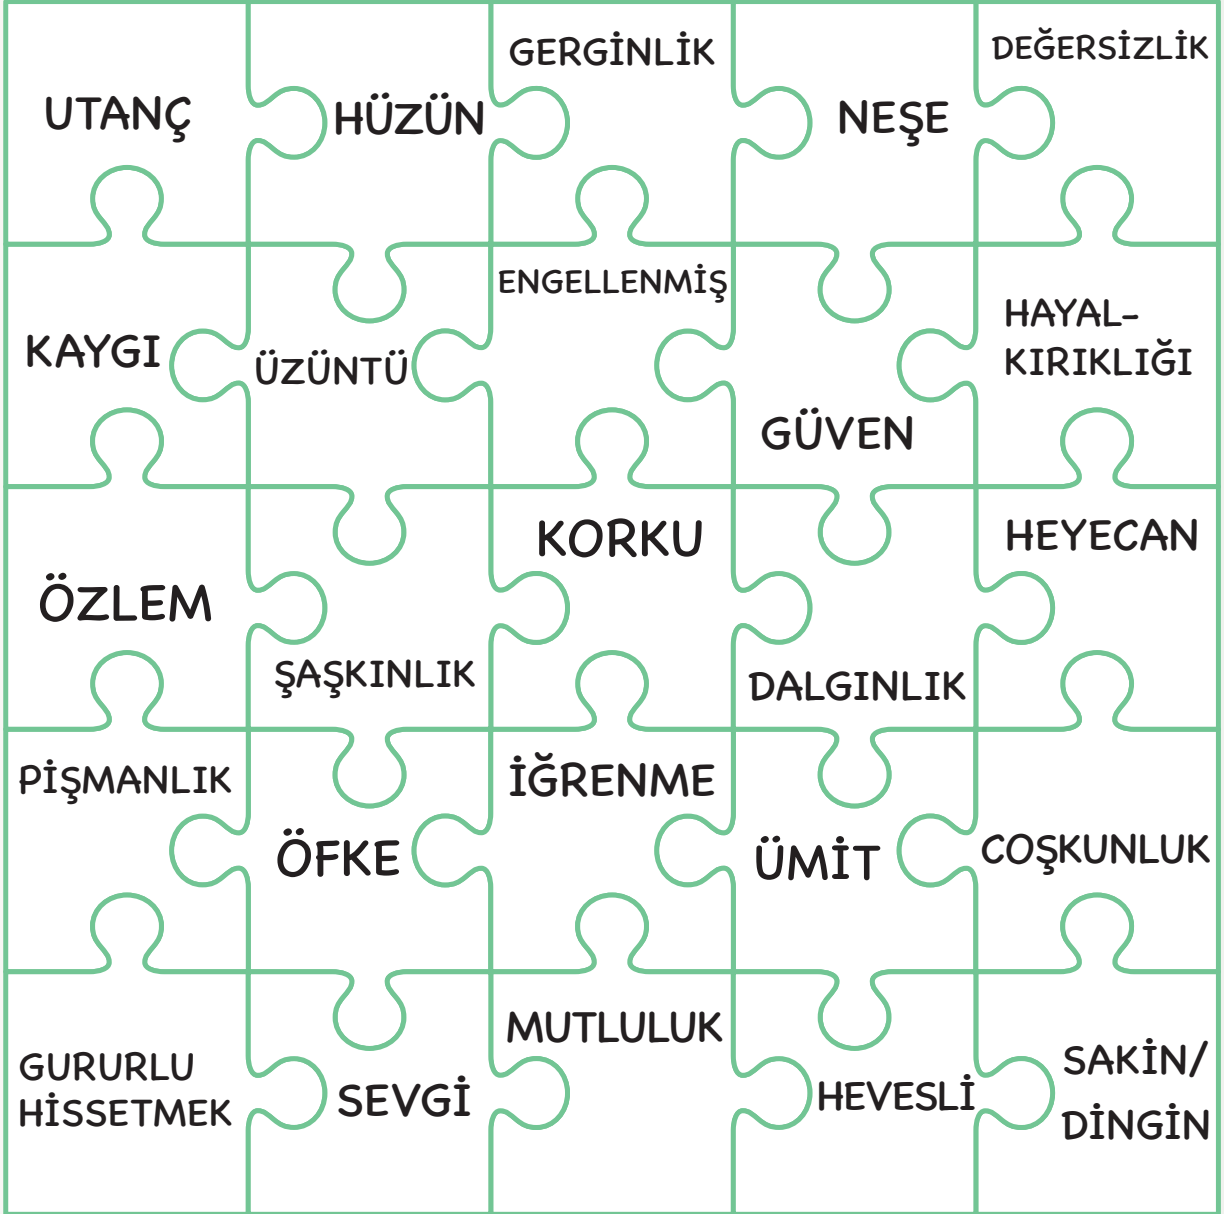 UTANÇ
HÜZÜN
GERGİNLİK
NEŞE
DEĞERSİZLİK
KAYGI
ÜZÜNTÜ
ENGELLENMİŞ
GÜVEN
HAYAL-
KIRIKLIĞI
ÖZLEM
ŞAŞKINLIK
KORKU
DALGINLIK
HEYECAN
PİŞMANLIK
ÖFKE
İĞRENME
ÜMİT
COŞKUNLUK
GURURLU
HİSSETMEK
SEVGİ
MUTLULUK
HEVESLİ
SAKİN/
DİNGİN